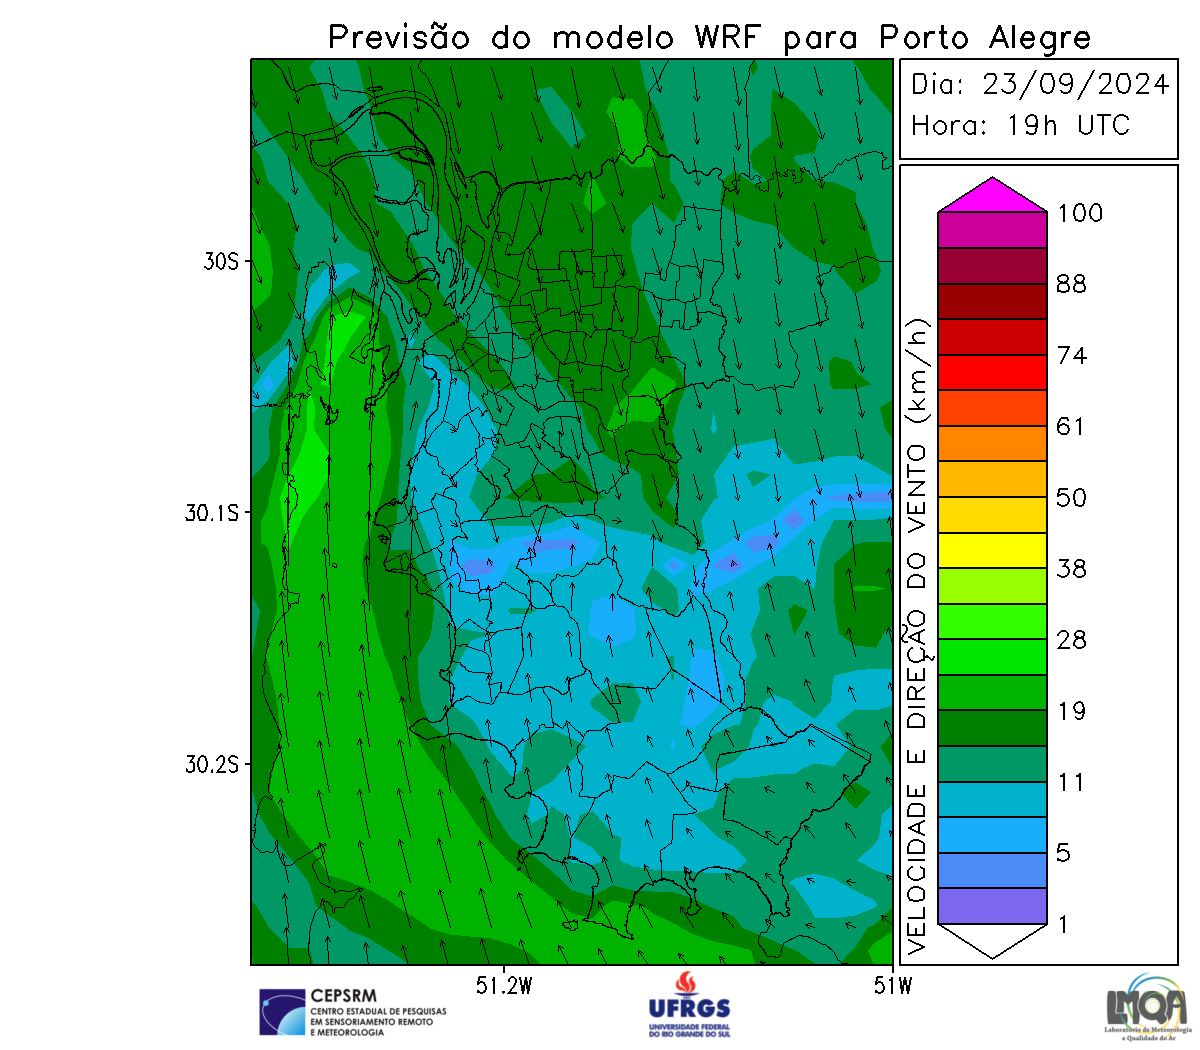 Previsão do modelo WRF para Porto Alegre
Dia: 23/09/2024
Hora: 19h UTC
VELOCIDADE E DIREÇÃO DO VENTO (km/h)
100
88
74
61
50
38
28
19
11
5
1
30S
30.1S
30.2S
51.2W
51W
CEPSRM
CENTRO ESTADUAL DE PESQUISAS
EM SENSORIAMENTO REMOTO
E METEOROLOGIA
UFRGS
UNIVERSIDADE FEDERAL
DO RIO GRANDE DO SUL
LMQA
Laboratório de Meteorologia
e Qualidade do Ar